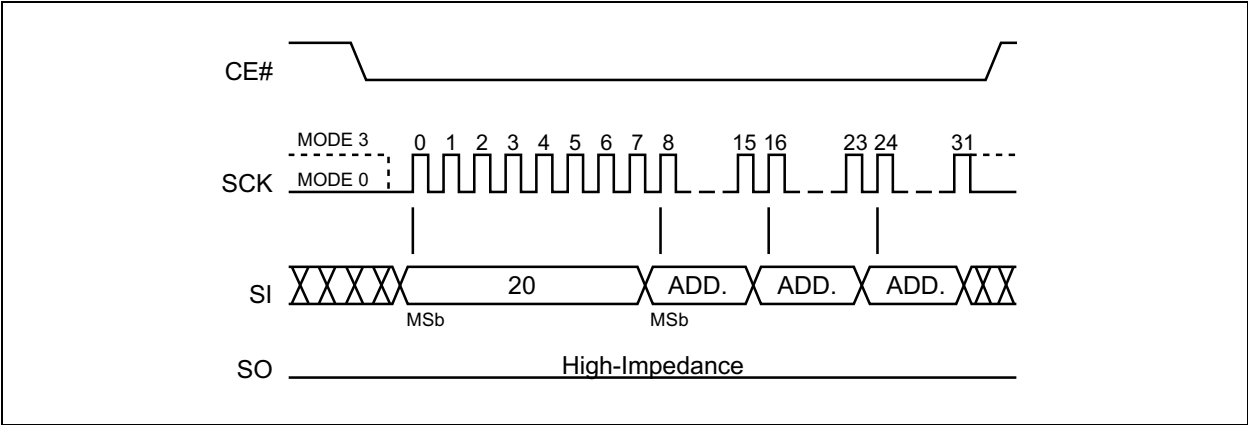 CE#
MODE 3
0 1 2 3 4 5 6 7 8 15 16 23 24 31
SCK
MODE 0
SI
20 ADD. ADD. ADD.
MSb MSb
SO
High-Impedance